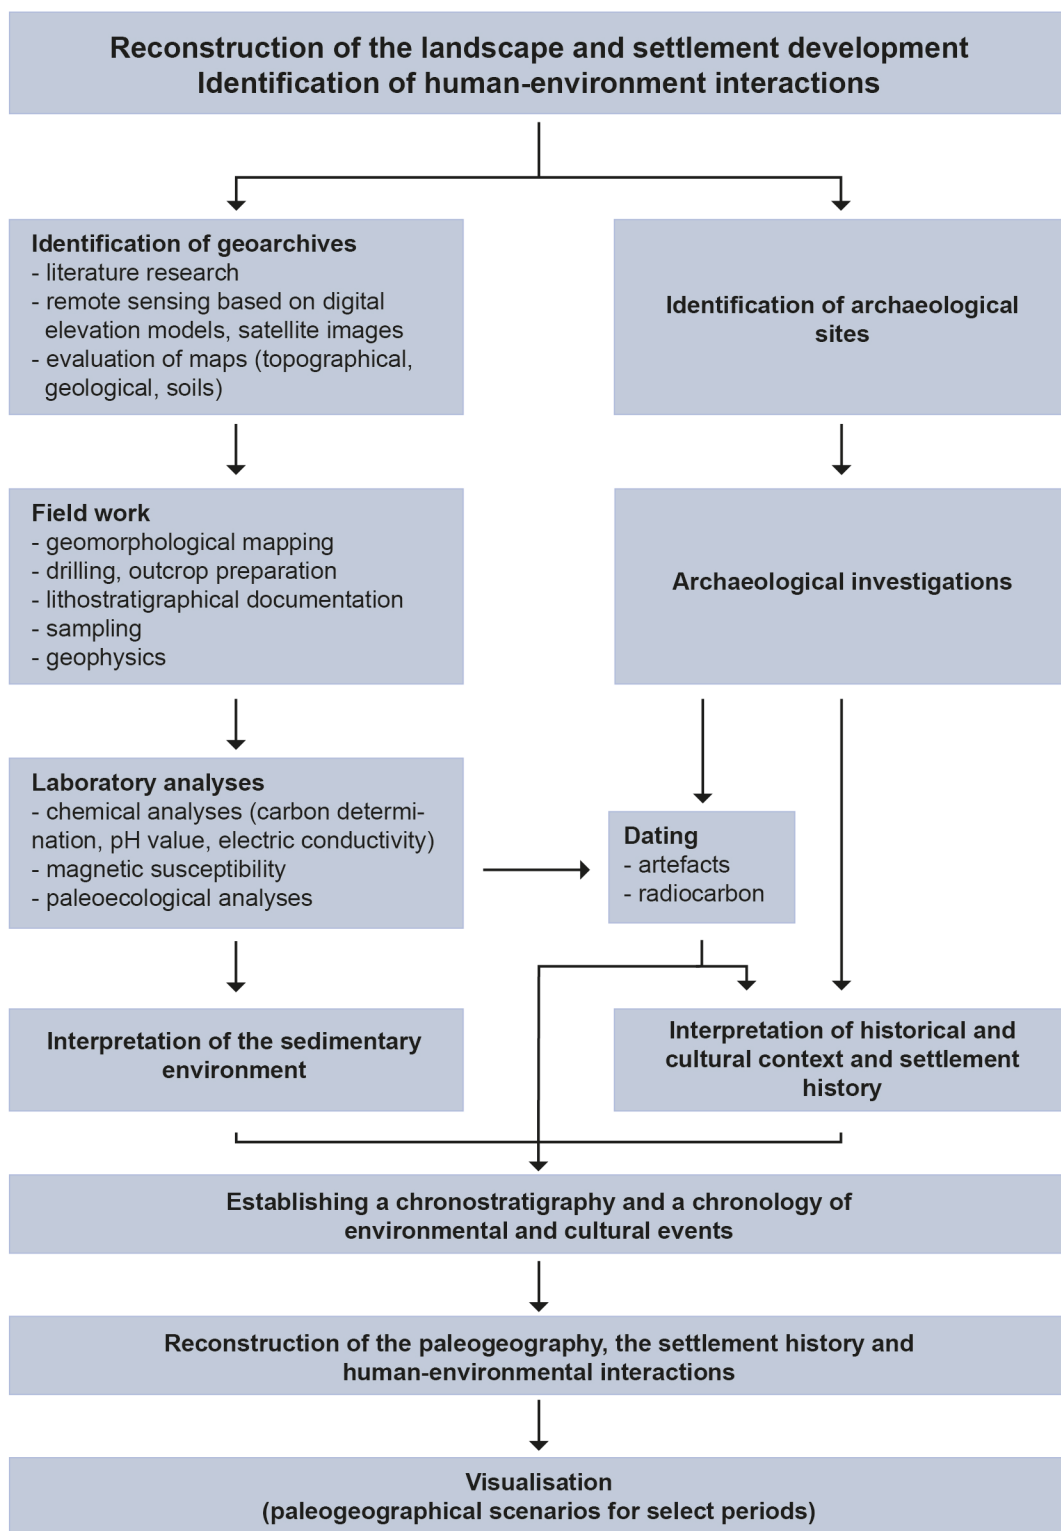 Reconstruction of the landscape and settlement development
Identification of human-environment interactions
Identification of geoarchives
- literature research
- remote sensing based on digital
elevation models, satellite images
- evaluation of maps (topographical,
geological, soils)
Identification of archaeological
sites
Field work
- geomorphological mapping
- drilling, outcrop preparation
- lithostratigraphical documentation
- sampling
- geophysics
Archaeological investigations
Laboratory analyses
- chemical analyses (carbon determi-
nation, pH value, electric conductivity)
- magnetic susceptibility
- paleoecological analyses
Dating
- artefacts
- radiocarbon
Interpretation of the sedimentary
environment
Interpretation of historical and
cultural context and settlement
history
Establishing a chronostratigraphy and a chronology of
environmental and cultural events
Reconstruction of the paleogeography, the settlement history and
human-environmental interactions
Visualisation
(paleogeographical scenarios for select periods)